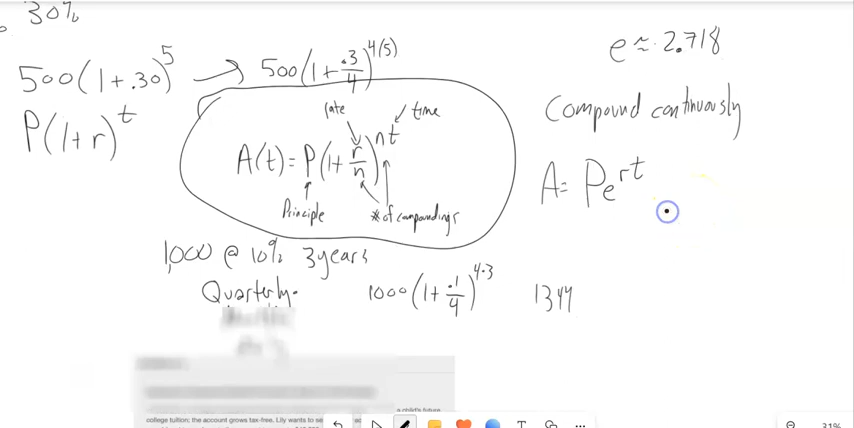 30%
500(1+.30)^5 → 500(1+.3/4)^4(5)
P(1+r)^t
rate
time
A(t)=P(1+r/n)^nt
Principle
# of compoundings
1,000 @ 10% 3 years
Quarterly
1000(1+.1/4)^4·3 1344
e≈2.718
Compound continuously
A=Pe^rt
a child's future
college tuition; the account grows tax-free. Lily wants to
T
31%